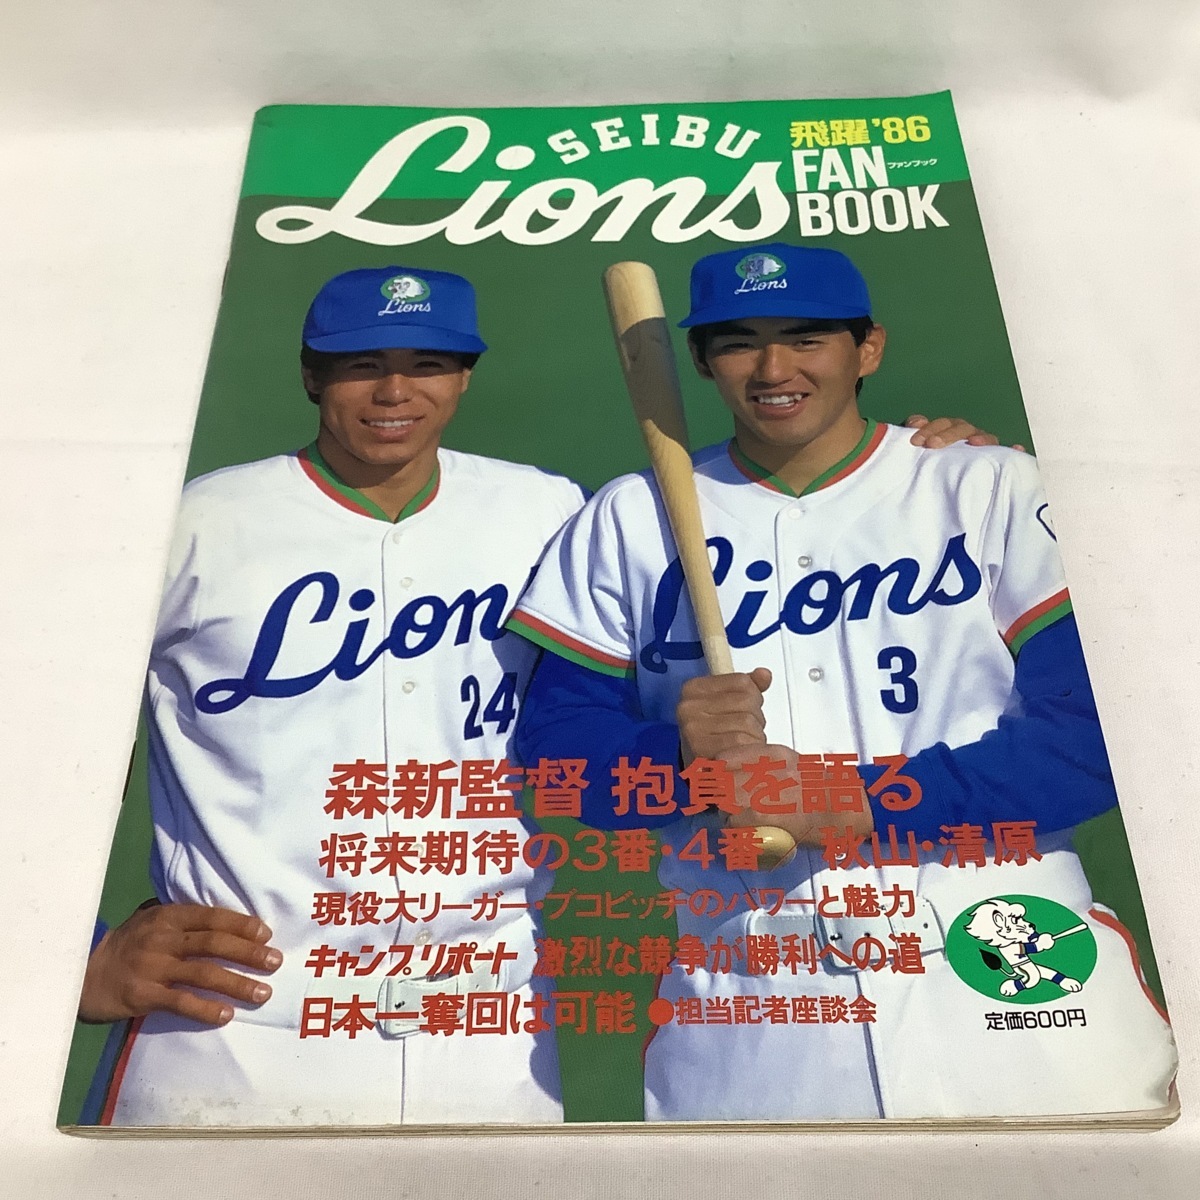 SEIBU
Lions
飛躍'86
FAN
ファンブック
BOOK
Lions
Lions
Lion
24
Lions
3
森新監督 抱負を語る
将来期待の3番・4番 秋山・清原
現役大リーガー・ブコビッチのパワーと魅力
キャンプリポート 激烈な競争が勝利への道
日本一奪回は可能 ●担当記者座談会
定価600円